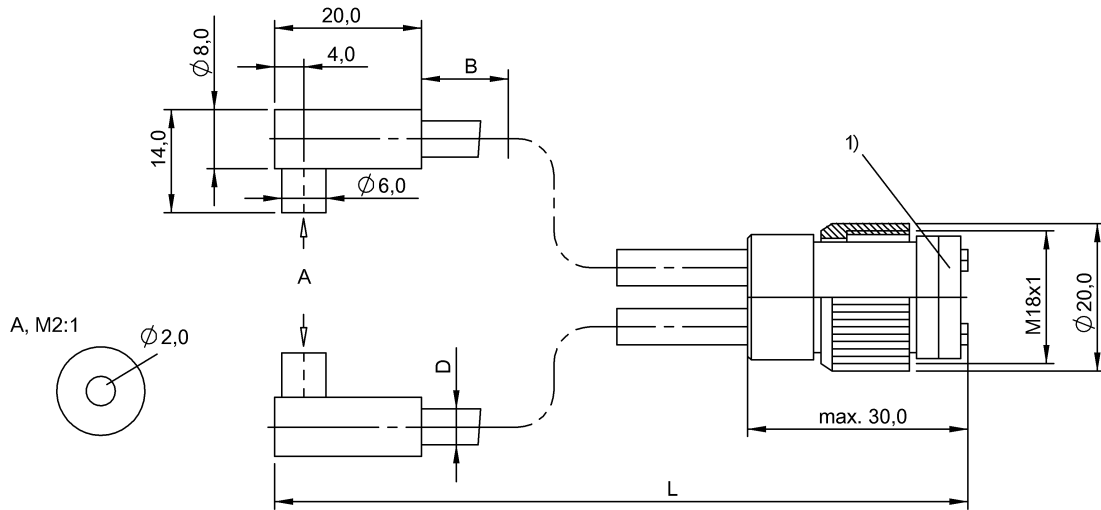 20,0
Ø8,0
4,0
B
14,0
Ø6,0
1)
A
A, M2:1
Ø2,0
D
M18x1
Ø20,0
max. 30,0
L